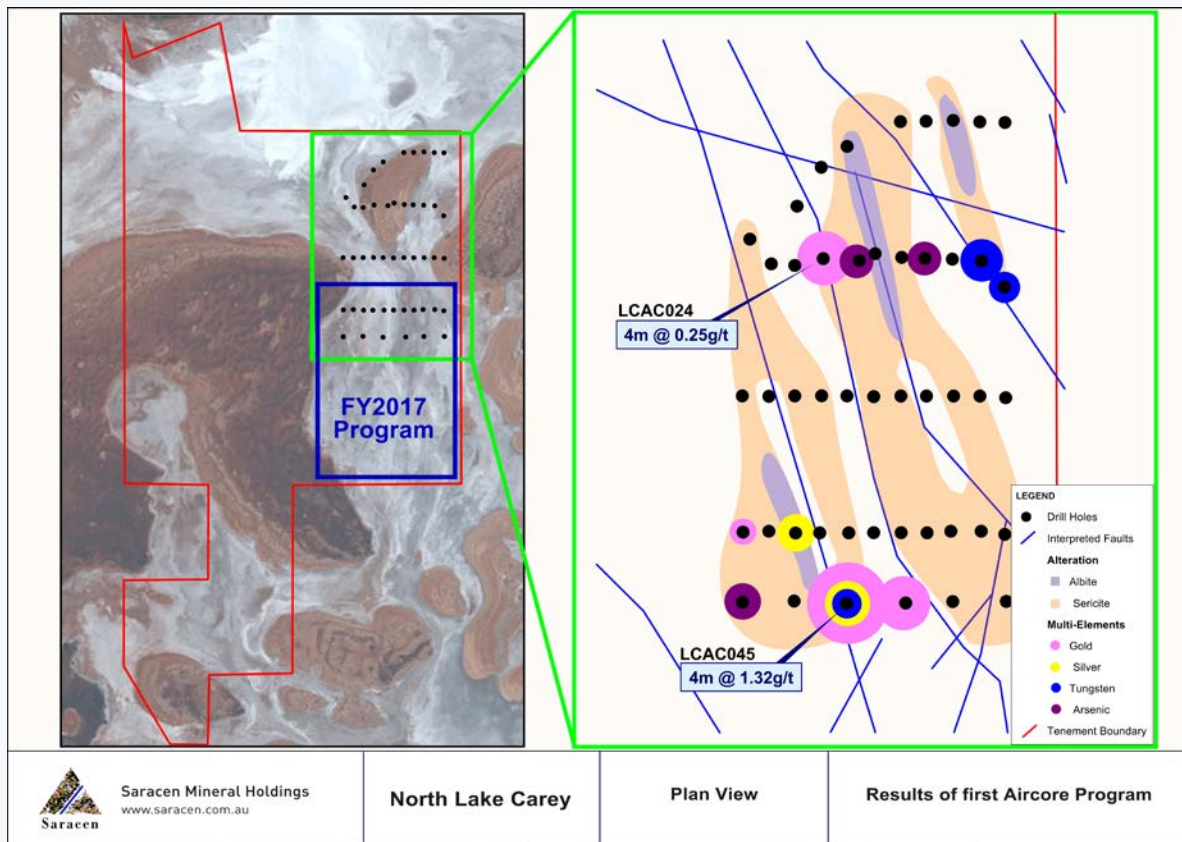 FY2017
Program
LCAC024
4m @ 0.25g/t
LCAC045
4m @ 1.32g/t
LEGEND
Drill Holes
Interpreted Faults
Alteration
Albite
Sericite
Multi-Elements
Gold
Silver
Tungsten
Arsenic
Tenement Boundary
Saracen
Saracen Mineral Holdings
www.saracen.com.au
North Lake Carey
Plan View
Results of first Aircore Program